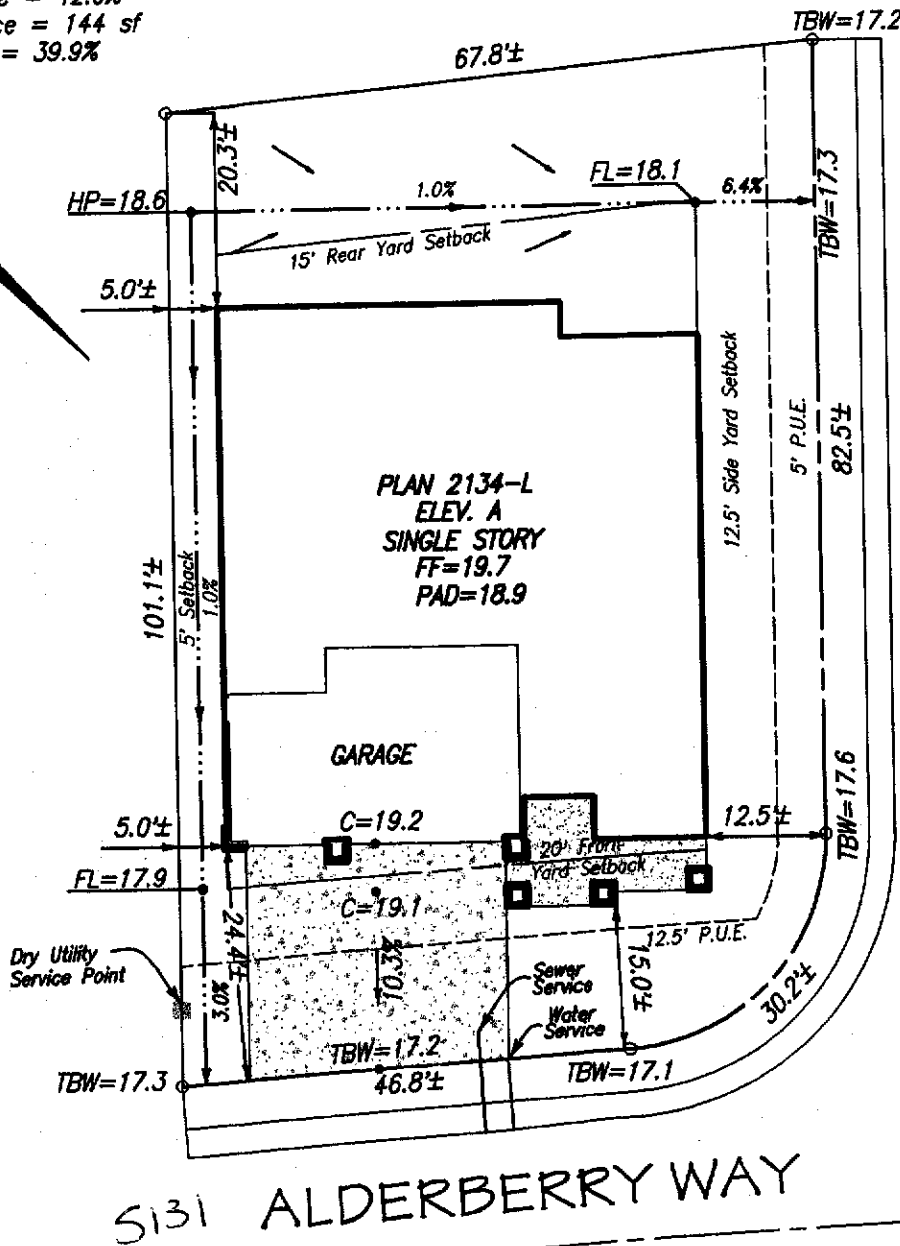 = 12.6%
ce = 144 sf
= 39.9%
TBW=17.2
67.8'±
20.3'±
HP=18.6
1.0%
FL=18.1
6.4%
TBW=17.3
15' Rear Yard Setback
5.0'±
12.5' Side Yard Setback
5' P.U.E.
82.5'±
PLAN 2134-L
ELEV. A
SINGLE STORY
FF=19.7
PAD=18.9
101.1'±
5' Setback
1.0%
GARAGE
5.0'±
C=19.2
12.5'±
TBW=17.6
20' Front
Yard Setback
FL=17.9
C=19.1
24.4'±
10.3%
15.0'±
12.5' P.U.E.
Dry Utility
Service Point
3.0%
Sewer
Service
Water
Service
30.2'±
TBW=17.2
TBW=17.3
46.8'±
TBW=17.1
5131 ALDERBERRY WAY